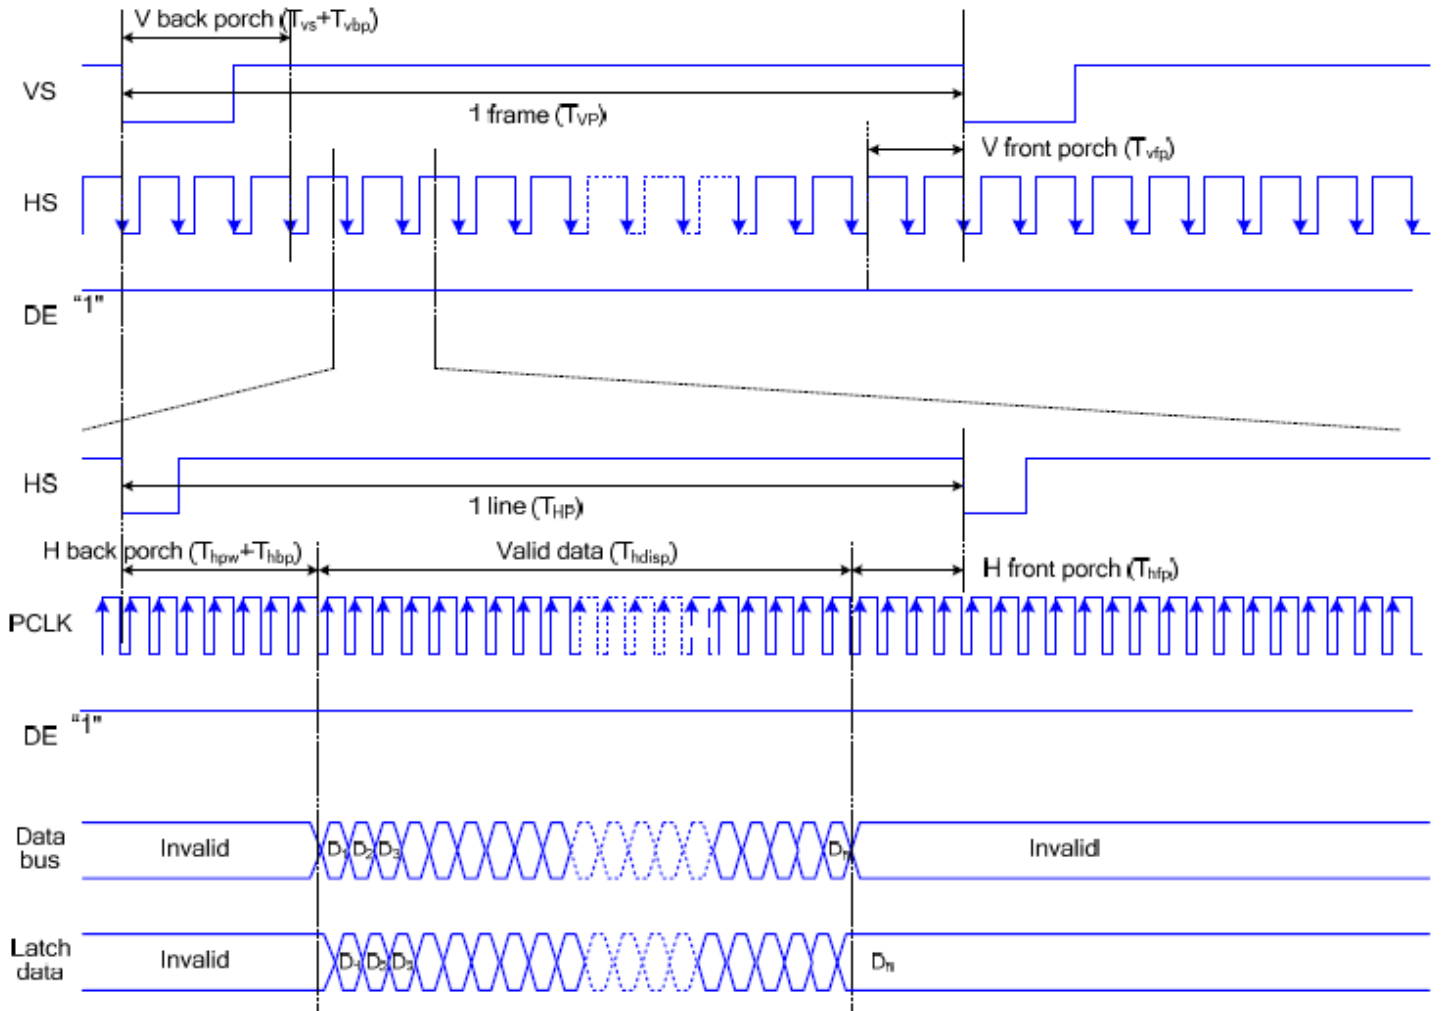 V back porch (Tvs+Tvbp)
VS
1 frame (TVP)
V front porch (Tvfp)
HS
DE "1"
HS
1 line (THP)
H back porch (Thpw+Thbp)
Valid data (Thdisp)
H front porch (Thfp)
PCLK
DE "1"
Data
bus
Invalid
D1 D2 D3
Dn
Invalid
Latch
data
Invalid
D1 D2 D3
DN